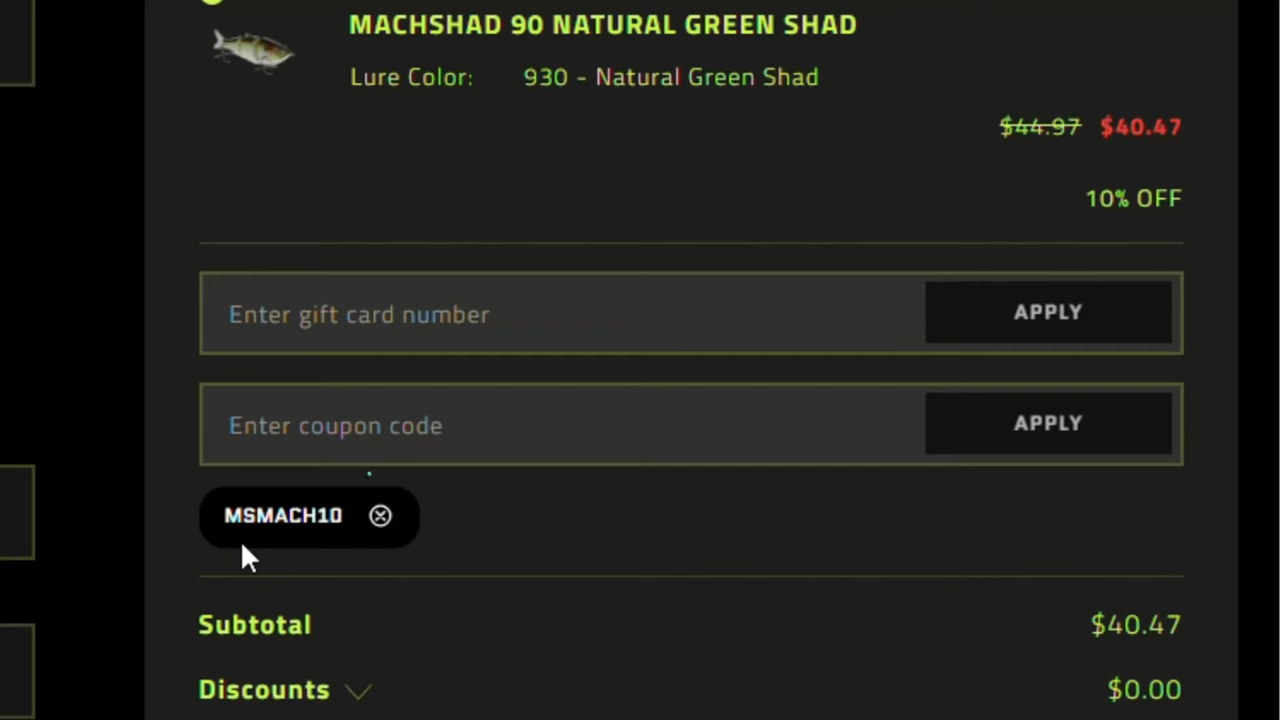 MACHSHAD 90 NATURAL GREEN SHAD
Lure Color: 930 - Natural Green Shad
$44.97 $40.47
10% OFF
Enter gift card number APPLY
Enter coupon code APPLY
MSMACH10
Subtotal $40.47
Discounts $0.00